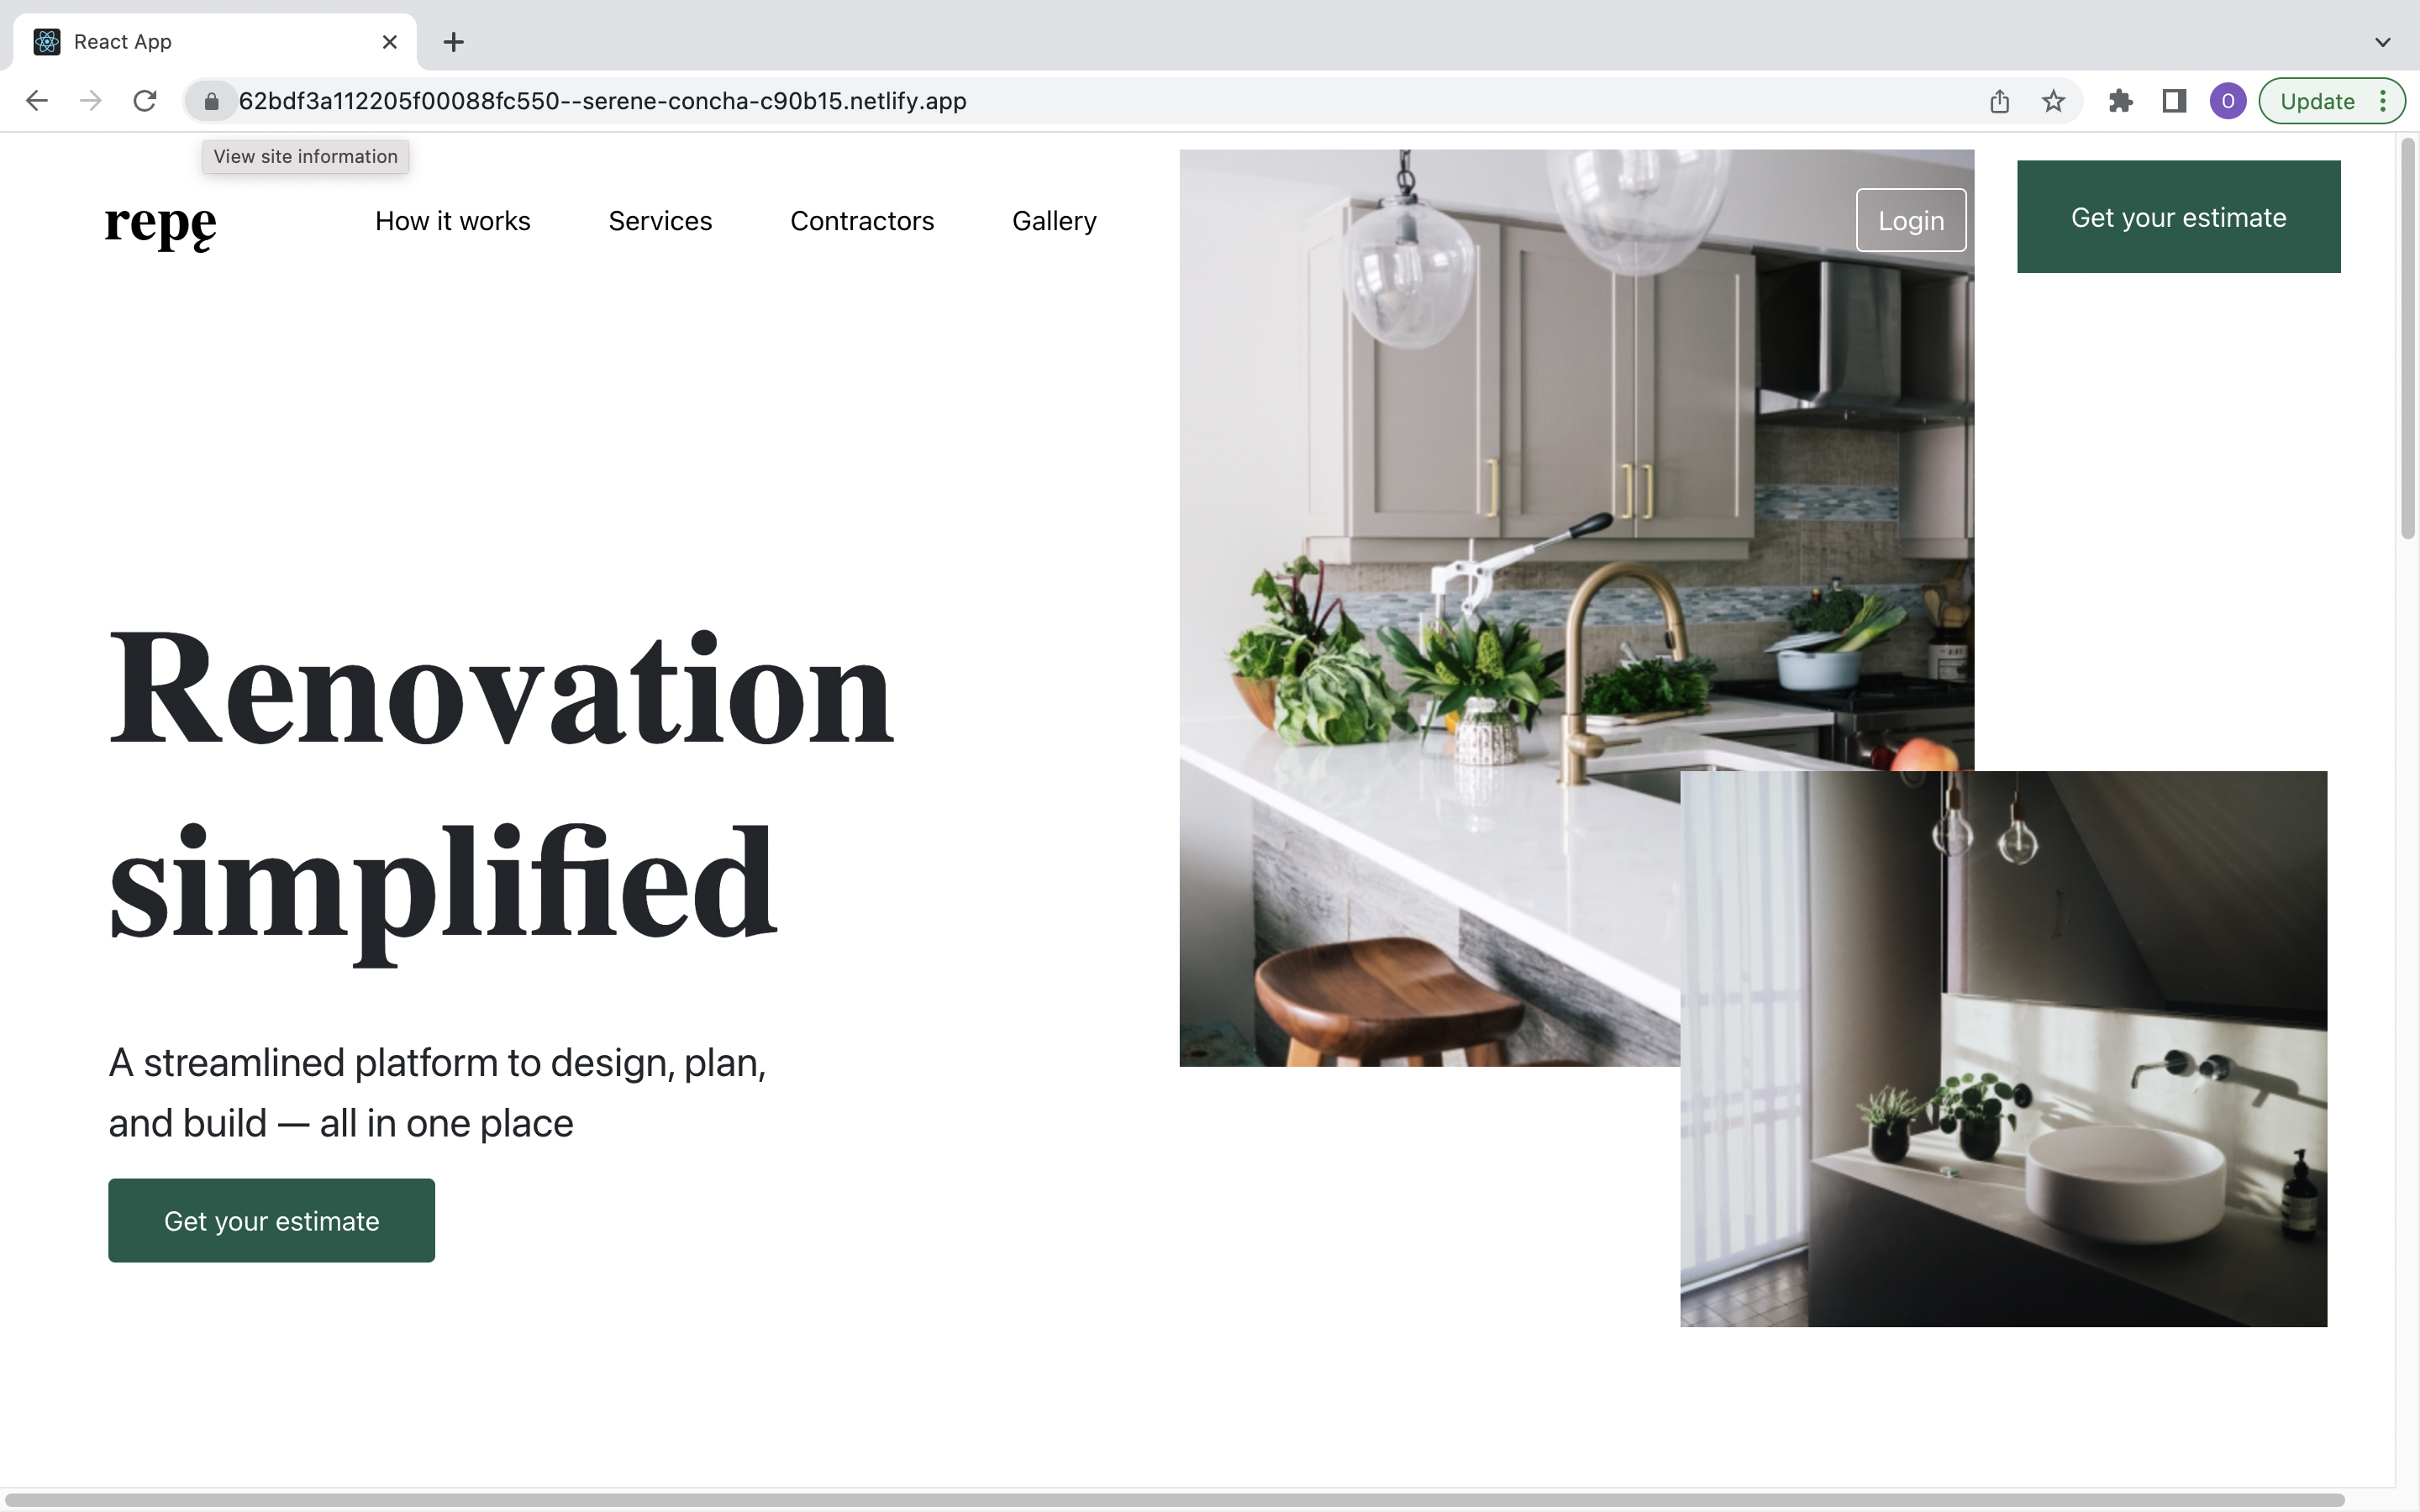 React App
62bdf3a112205f00088fc550--serene-concha-c90b15.netlify.app
O
Update
View site information
repę
How it works
Services
Contractors
Gallery
Login
Get your estimate
Renovation
simplified
A streamlined platform to design, plan,
and build — all in one place
Get your estimate